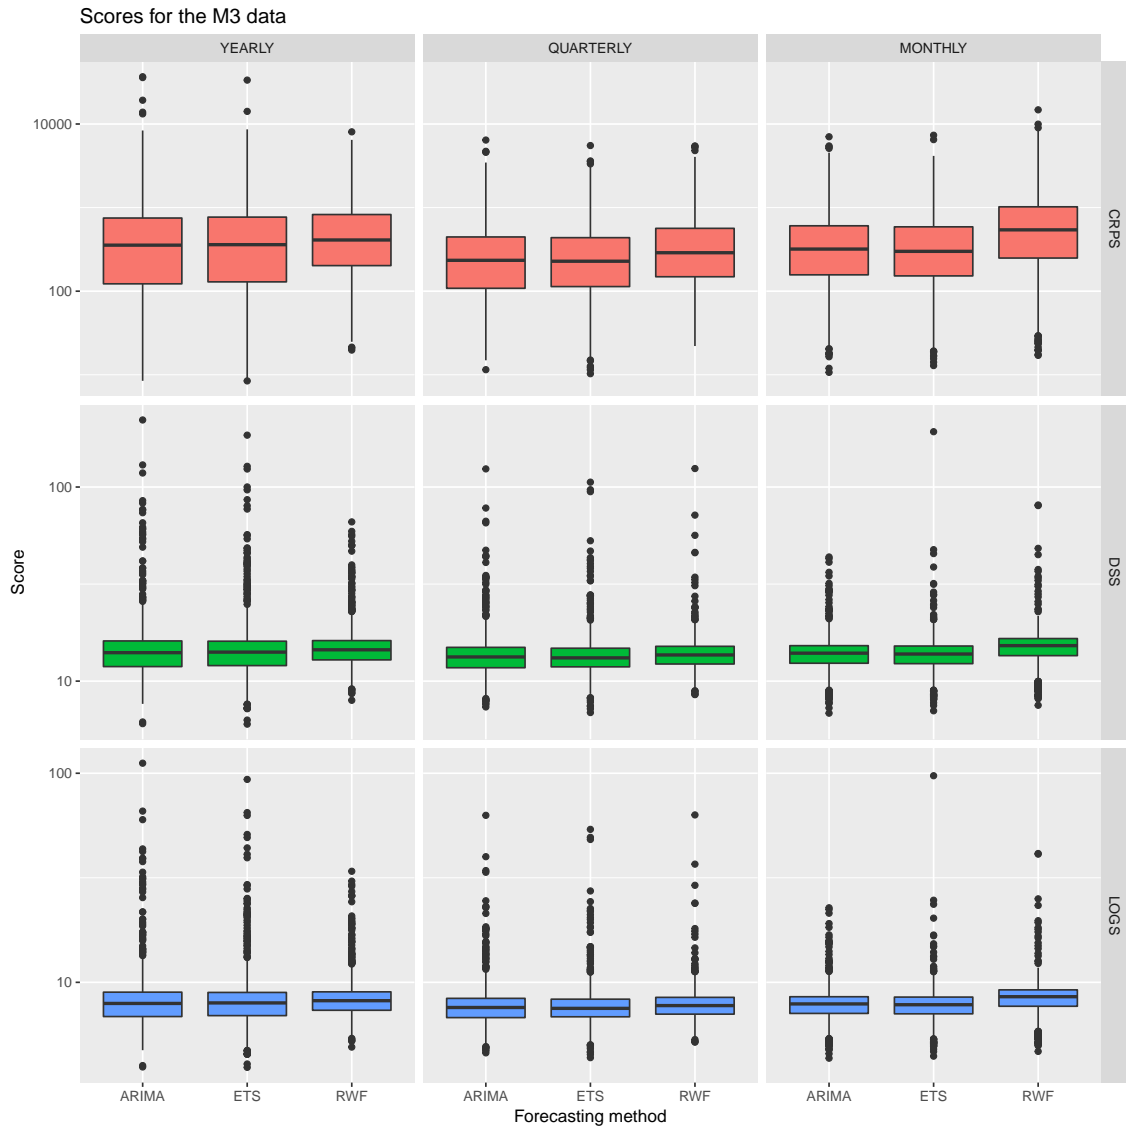 Scores for the M3 data
YEARLY
QUARTERLY
MONTHLY
10000
100
CRPS
100
10
DSS
100
10
LOGS
Score
ARIMA
ETS
RWF
ARIMA
ETS
RWF
ARIMA
ETS
RWF
Forecasting method